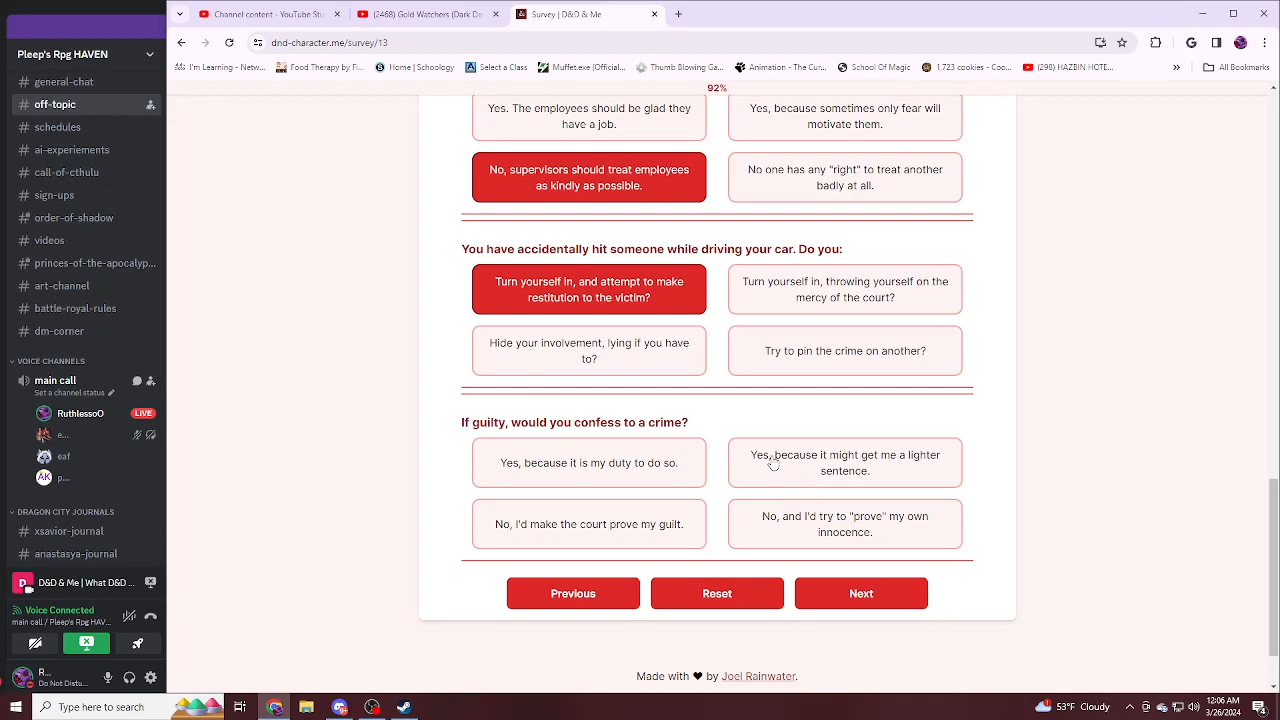 Channel content - YouTube Stu
(2468) Gold Watchers (Dark De
Survey | D&D & Me
dnd-character.me/survey/13
I'm Learning - Netw...
Food Therapy by Fi...
Home | Schoology
Select a Class
Muffet.exe (Official...
Thumb Blowing Ga...
Animation - The Cur...
School Of Magic
1,723 cookies - Coo...
(298) HAZBIN HOTE...
All Bookmarks
Pleep's Rpg HAVEN
general-chat
off-topic
schedules
ai-experiements
call-of-cthulu
sign-ups
order-of-shadow
videos
princes-of-the-apocalyp...
art-channel
battle-royal-rules
dm-corner
VOICE CHANNELS
main call
Set a channel status
RuthlessoO
LIVE
e...
eaf
p...
DRAGON CITY JOURNALS
xsavior-journal
anastasya-journal
D&D & Me | What D&D ...
Voice Connected
main call / Pleep's Rpg HAV...
R...
Do Not Distu...
92%
Yes. The employees should be glad they
have a job.
Yes, because sometimes only fear will
motivate them.
No, supervisors should treat employees
as kindly as possible.
No one has any "right" to treat another
badly at all.
You have accidentally hit someone while driving your car. Do you:
Turn yourself in, and attempt to make
restitution to the victim?
Turn yourself in, throwing yourself on the
mercy of the court?
Hide your involvement, lying if you have
to?
Try to pin the crime on another?
If guilty, would you confess to a crime?
Yes, because it is my duty to do so.
Yes, because it might get me a lighter
sentence.
No, I'd make the court prove my guilt.
No, and I'd try to "prove" my own
innocence.
Previous
Reset
Next
Made with ♥ by Joel Rademaker.
Type here to search
53°F Cloudy
12:06 AM
3/26/2024